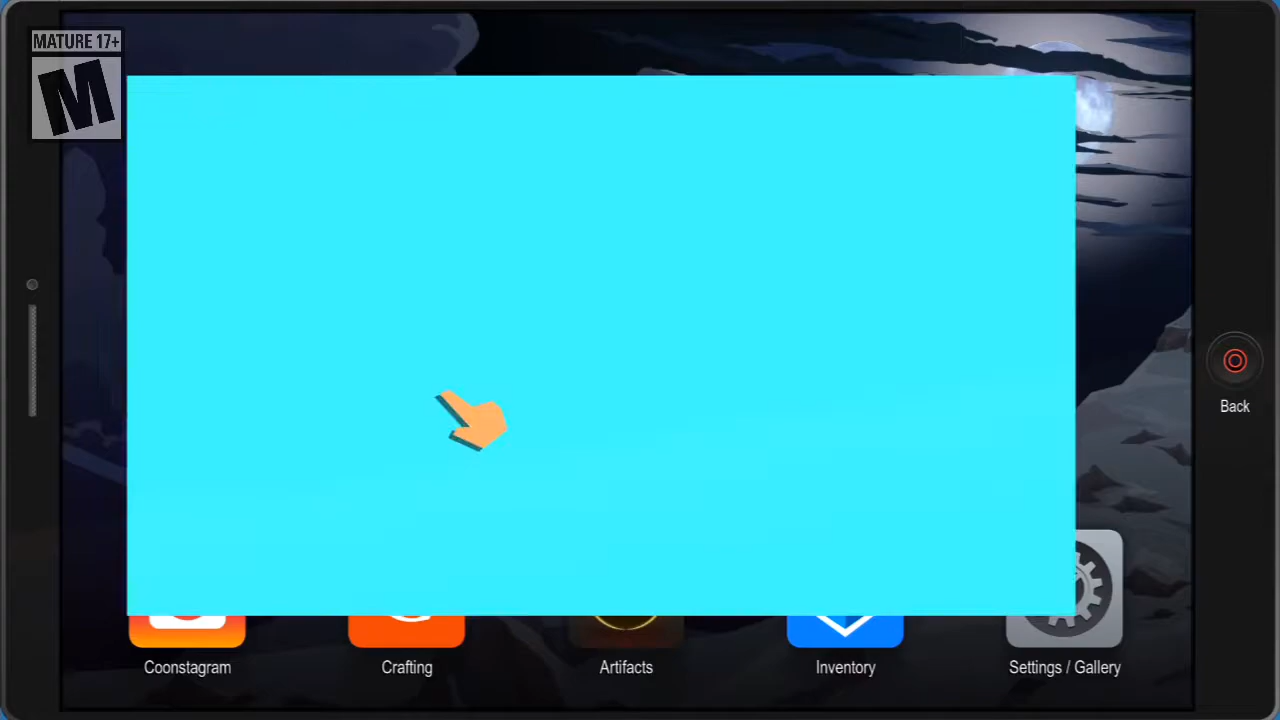 MATURE 17+
M
Back
Coonstagram
Crafting
Artifacts
Inventory
Settings / Gallery